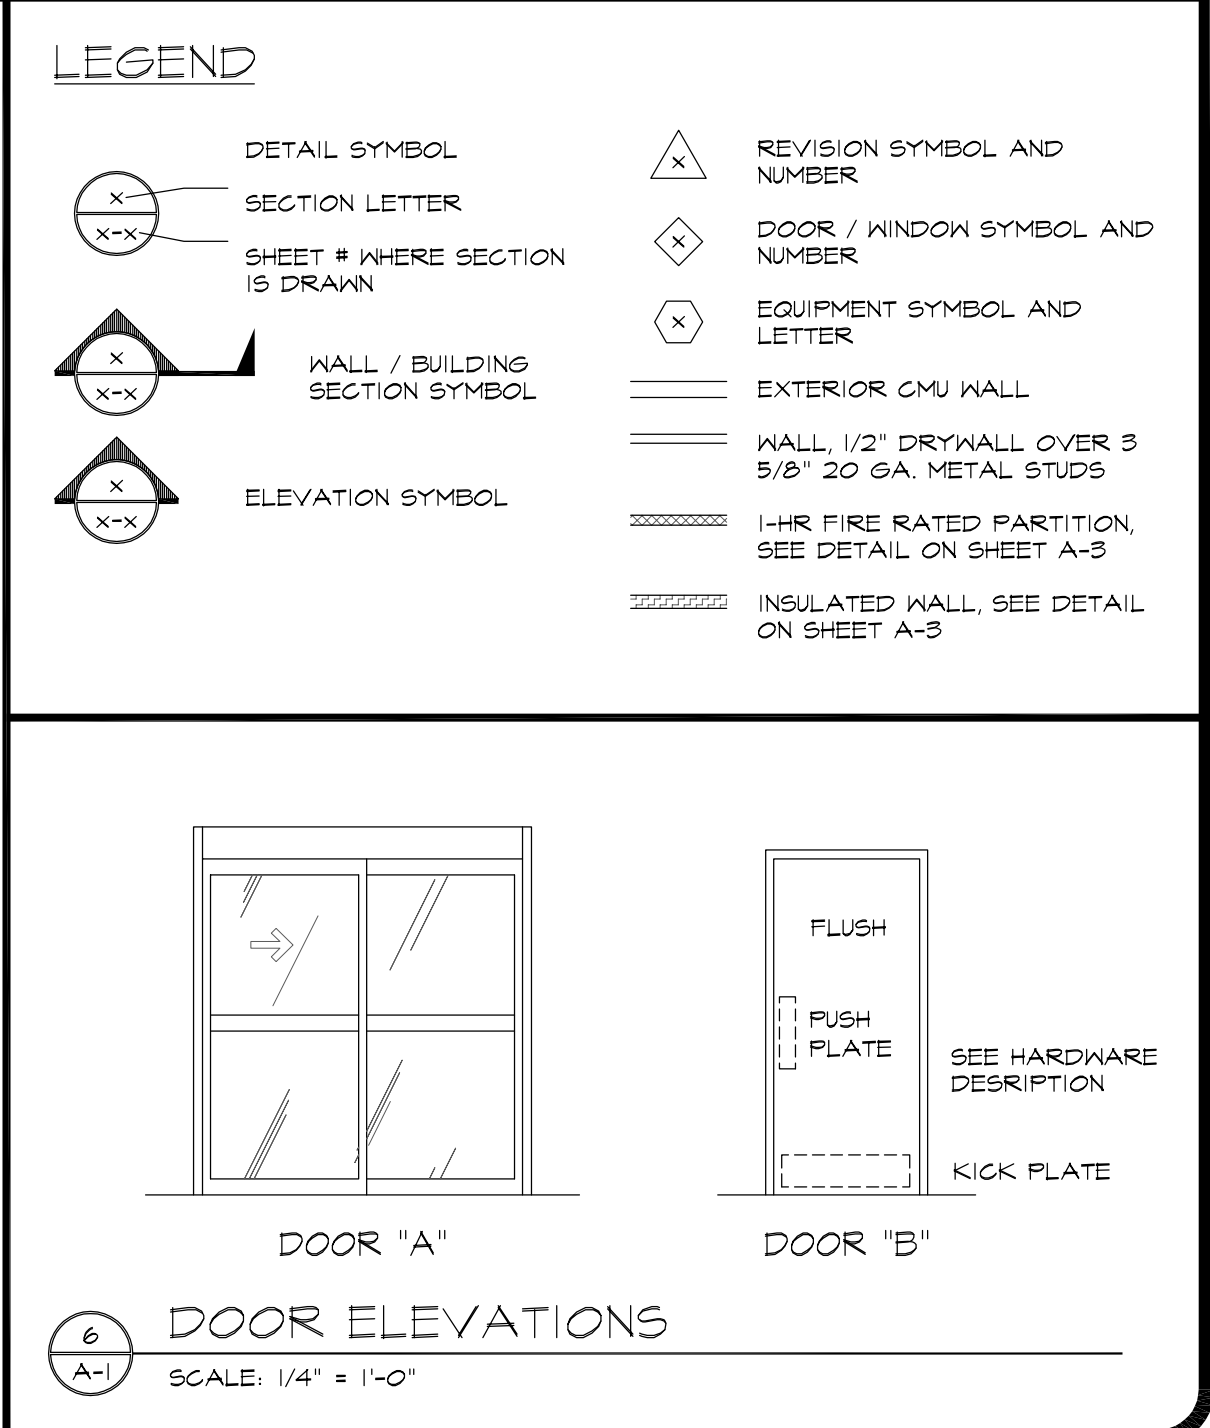 LEGEND
DETAIL SYMBOL
X
SECTION LETTER
X-X
SHEET # WHERE SECTION
IS DRAWN
X
X-X
WALL / BUILDING
SECTION SYMBOL
X
X-X
ELEVATION SYMBOL
X
REVISION SYMBOL AND
NUMBER
X
DOOR / WINDOW SYMBOL AND
NUMBER
X
EQUIPMENT SYMBOL AND
LETTER
EXTERIOR CMU WALL
WALL, 1/2" DRYWALL OVER 3
5/8" 20 GA. METAL STUDS
1-HR FIRE RATED PARTITION,
SEE DETAIL ON SHEET A-3
INSULATED WALL, SEE DETAIL
ON SHEET A-3
FLUSH
PUSH
PLATE
SEE HARDWARE
DESRIPTION
KICK PLATE
DOOR "A"
DOOR "B"
6
A-1
DOOR ELEVATIONS
SCALE: 1/4" = 1'-0"